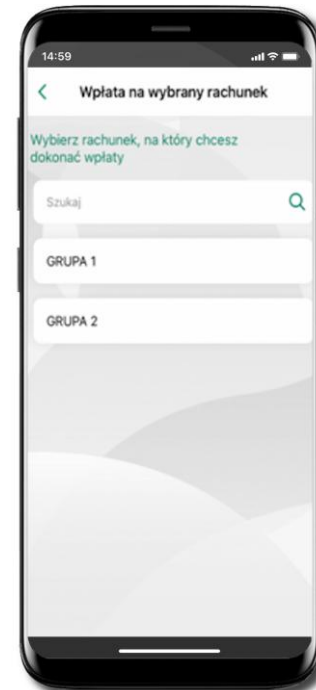 14:59
Wpłata na wybrany rachunek
Wybierz rachunek, na który chcesz
dokonać wpłaty
Szukaj
GRUPA 1
GRUPA 2